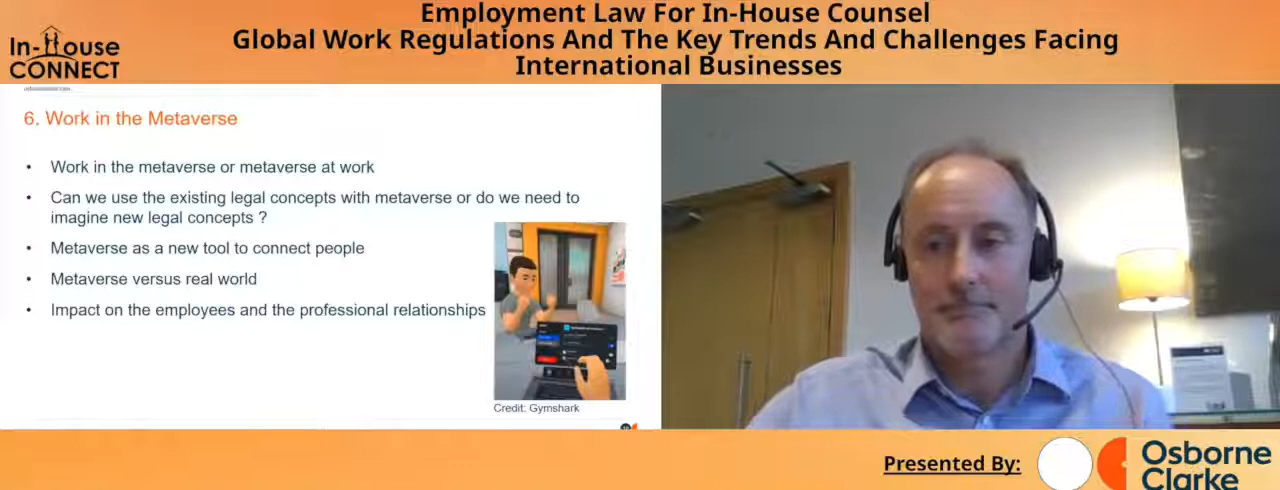 Employment Law For In-House Counsel
Global Work Regulations And The Key Trends And Challenges Facing
International Businesses
In-House
CONNECT
6. Work in the Metaverse
• Work in the metaverse or metaverse at work
• Can we use the existing legal concepts with metaverse or do we need to
imagine new legal concepts ?
• Metaverse as a new tool to connect people
• Metaverse versus real world
• Impact on the employees and the professional relationships
Credit: Gymshark
Presented By:
Osborne
Clarke